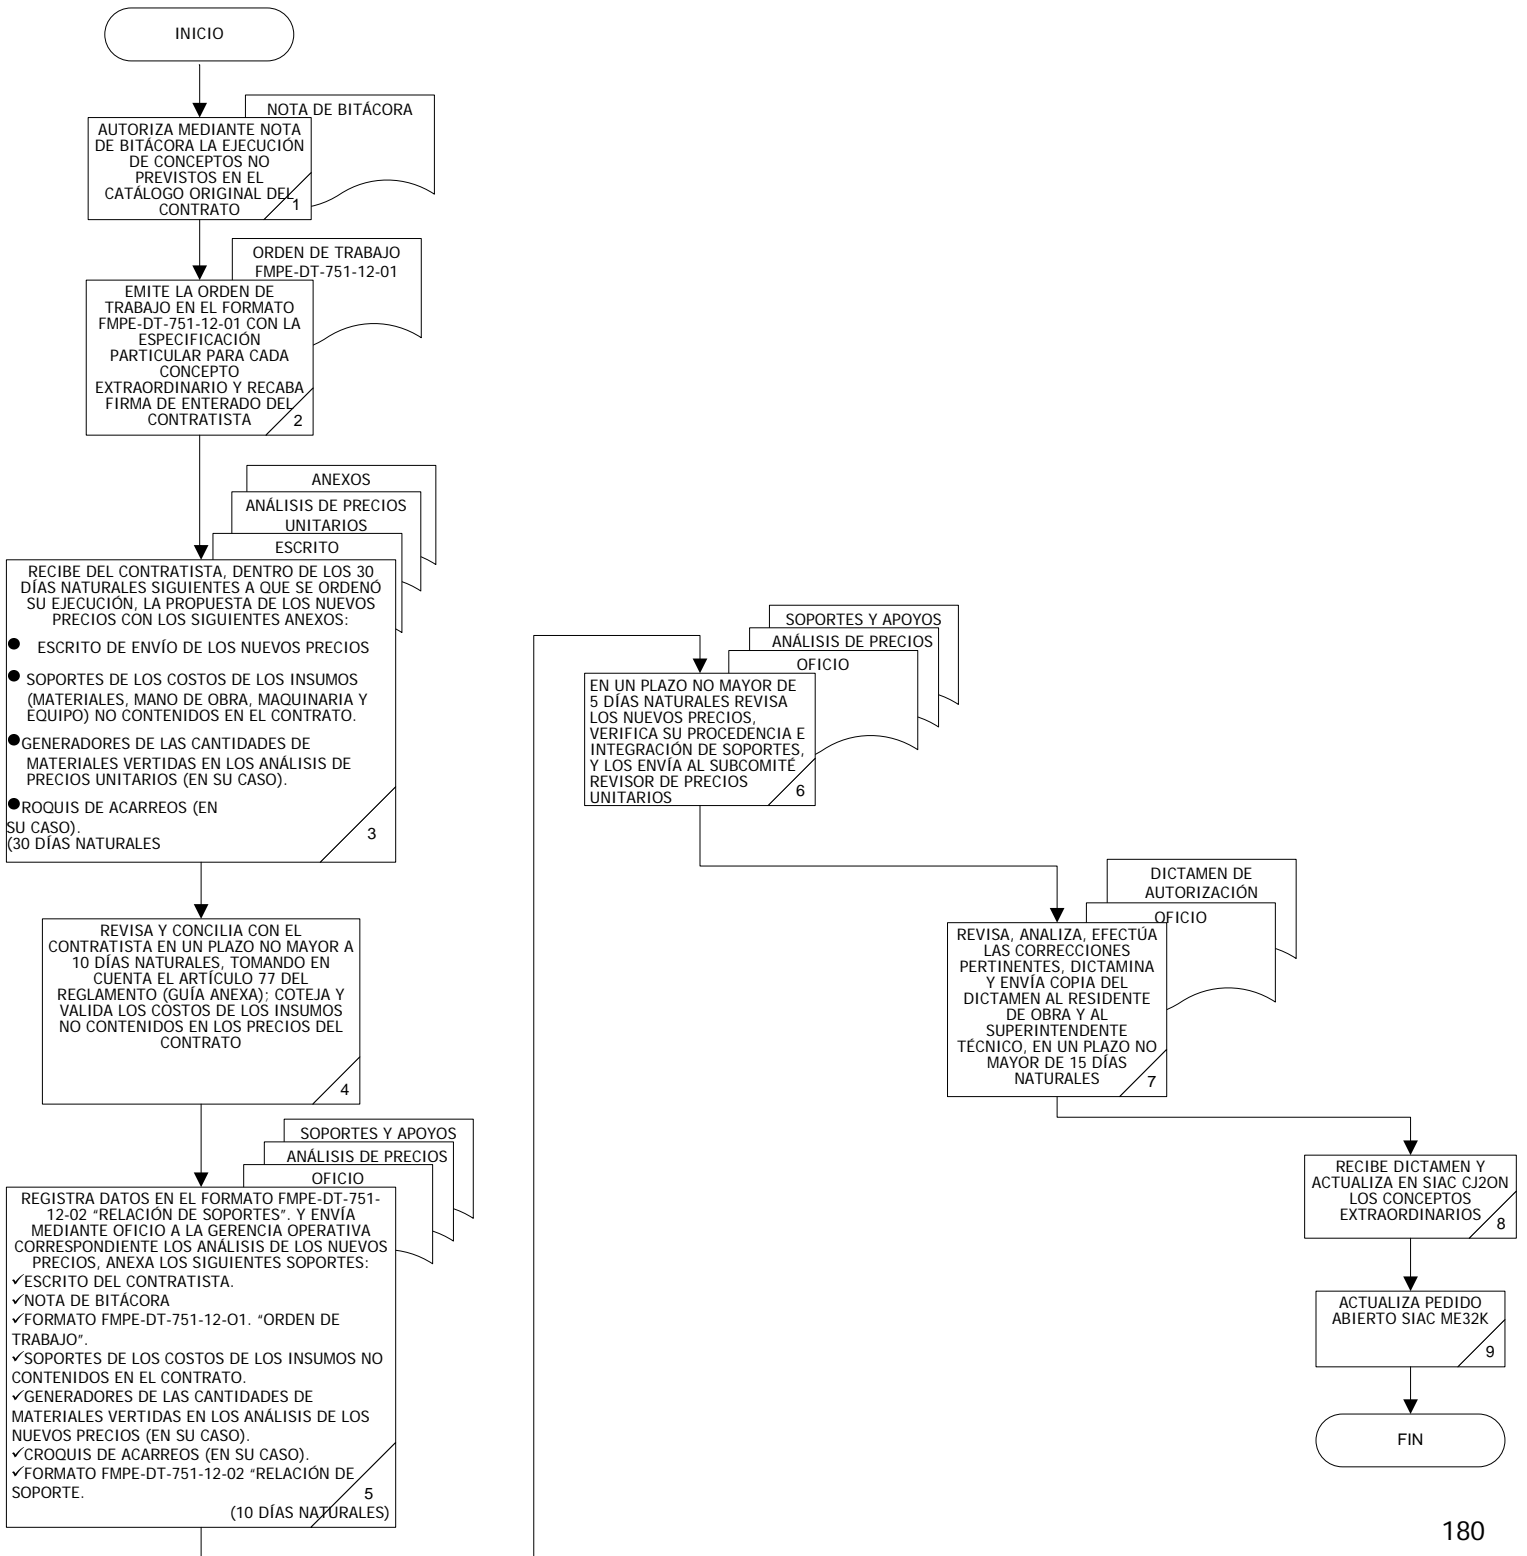 INICIO
NOTA DE BITÁCORA
AUTORIZA MEDIANTE NOTA
DE BITÁCORA LA EJECUCIÓN
DE CONCEPTOS NO
PREVISTOS EN EL
CATÁLOGO ORIGINAL DEL
CONTRATO
1
ORDEN DE TRABAJO
FMPE-DT-751-12-01
EMITE LA ORDEN DE
TRABAJO EN EL FORMATO
FMPE-DT-751-12-01 CON LA
ESPECIFICACIÓN
PARTICULAR PARA CADA
CONCEPTO
EXTRAORDINARIO Y RECABA
FIRMA DE ENTERADO DEL
CONTRATISTA
2
ANEXOS
ANÁLISIS DE PRECIOS
UNITARIOS
ESCRITO
RECIBE DEL CONTRATISTA, DENTRO DE LOS 30
DÍAS NATURALES SIGUIENTES A QUE SE ORDENÓ
SU EJECUCIÓN, LA PROPUESTA DE LOS NUEVOS
PRECIOS CON LOS SIGUIENTES ANEXOS:
● ESCRITO DE ENVÍO DE LOS NUEVOS PRECIOS
● SOPORTES DE LOS COSTOS DE LOS INSUMOS
(MATERIALES, MANO DE OBRA, MAQUINARIA Y
EQUIPO) NO CONTENIDOS EN EL CONTRATO.
●GENERADORES DE LAS CANTIDADES DE
MATERIALES VERTIDAS EN LOS ANÁLISIS DE
PRECIOS UNITARIOS (EN SU CASO).
●ROQUIS DE ACARREOS (EN
SU CASO).
(30 DÍAS NATURALES
3
REVISA Y CONCILIA CON EL
CONTRATISTA EN UN PLAZO NO MAYOR A
10 DÍAS NATURALES, TOMANDO EN
CUENTA EL ARTÍCULO 77 DEL
REGLAMENTO (GUÍA ANEXA); COTEJA Y
VALIDA LOS COSTOS DE LOS INSUMOS
NO CONTENIDOS EN LOS PRECIOS DEL
CONTRATO
4
SOPORTES Y APOYOS
ANÁLISIS DE PRECIOS
OFICIO
REGISTRA DATOS EN EL FORMATO FMPE-DT-751-
12-02 “RELACIÓN DE SOPORTES”. Y ENVÍA
MEDIANTE OFICIO A LA GERENCIA OPERATIVA
CORRESPONDIENTE LOS ANÁLISIS DE LOS NUEVOS
PRECIOS, ANEXA LOS SIGUIENTES SOPORTES:
✓ESCRITO DEL CONTRATISTA.
✓NOTA DE BITÁCORA
✓FORMATO FMPE-DT-751-12-O1. “ORDEN DE
TRABAJO”.
✓SOPORTES DE LOS COSTOS DE LOS INSUMOS NO
CONTENIDOS EN EL CONTRATO.
✓GENERADORES DE LAS CANTIDADES DE
MATERIALES VERTIDAS EN LOS ANÁLISIS DE LOS
NUEVOS PRECIOS (EN SU CASO).
✓CROQUIS DE ACARREOS (EN SU CASO).
✓FORMATO FMPE-DT-751-12-02 “RELACIÓN DE
SOPORTE.
5
(10 DÍAS NATURALES)
SOPORTES Y APOYOS
ANÁLISIS DE PRECIOS
OFICIO
EN UN PLAZO NO MAYOR DE
5 DÍAS NATURALES REVISA
LOS NUEVOS PRECIOS,
VERIFICA SU PROCEDENCIA E
INTEGRACIÓN DE SOPORTES,
Y LOS ENVÍA AL SUBCOMITÉ
REVISOR DE PRECIOS
UNITARIOS
6
DICTAMEN DE
AUTORIZACIÓN
OFICIO
REVISA, ANALIZA, EFECTÚA
LAS CORRECCIONES
PERTINENTES, DICTAMINA
Y ENVÍA COPIA DEL
DICTAMEN AL RESIDENTE
DE OBRA Y AL
SUPERINTENDENTE
TÉCNICO, EN UN PLAZO NO
MAYOR DE 15 DÍAS
NATURALES
7
RECIBE DICTAMEN Y
ACTUALIZA EN SIAC CJ2ON
LOS CONCEPTOS
EXTRAORDINARIOS
8
ACTUALIZA PEDIDO
ABIERTO SIAC ME32K
9
FIN
180